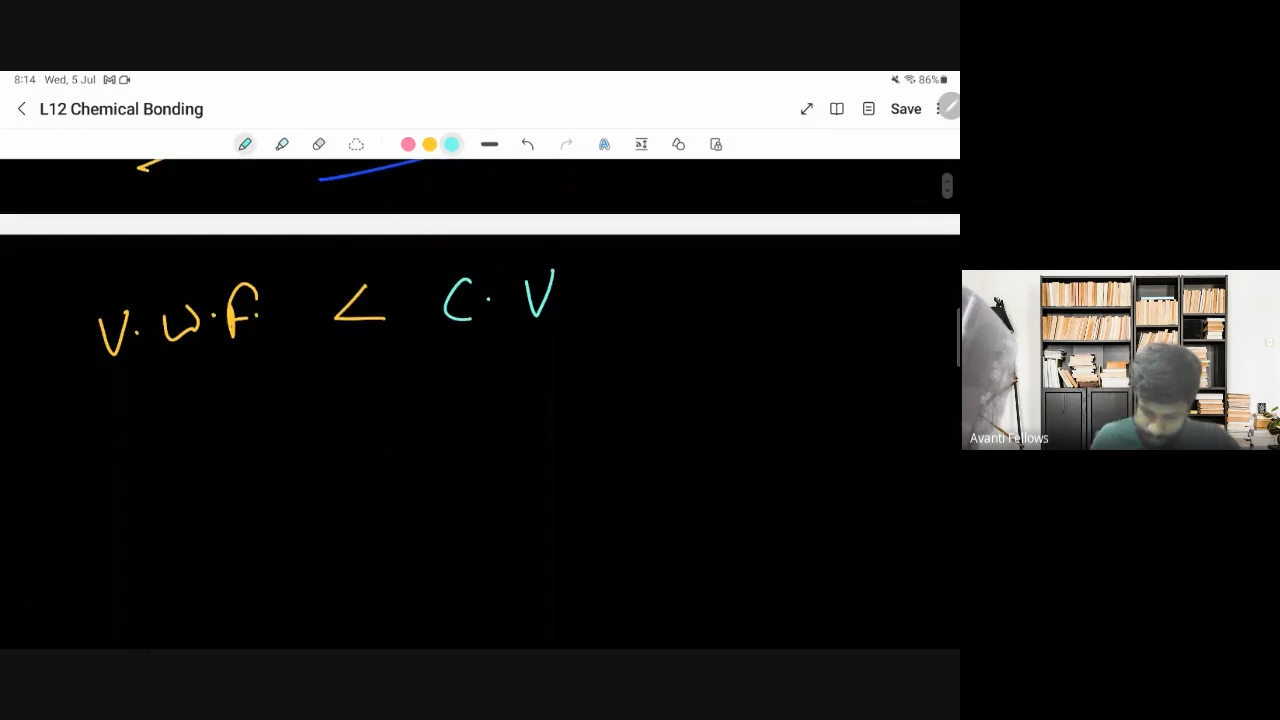 8:14 Wed, 5 Jul 86%
L12 Chemical Bonding Save
V. W. F. < C. V
Avanti Fellows